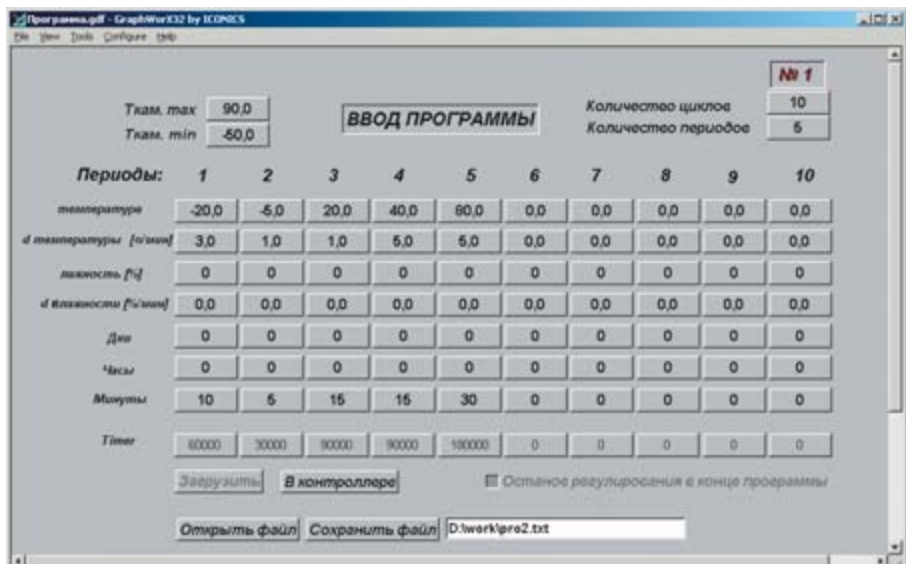 Программа.gdf - GraphWorX32 by ICONICS
File View Tools Configure Help
№ 1
Ткам. max 90,0
ВВОД ПРОГРАММЫ
Количество циклов 10
Ткам. min -50,0
Количество периодов 5
Периоды: 1 2 3 4 5 6 7 8 9 10
температура -20,0 -5,0 20,0 40,0 60,0 0,0 0,0 0,0 0,0 0,0
d температуры [о/мин] 3,0 1,0 1,0 5,0 5,0 0,0 0,0 0,0 0,0 0,0
[%] 0 0 0 0 0 0 0 0 0 0
d влажности [%/мин] 0,0 0,0 0,0 0,0 0,0 0,0 0,0 0,0 0,0 0,0
Дни 0 0 0 0 0 0 0 0 0 0
Часы 0 0 0 0 0 0 0 0 0 0
Минуты 10 5 15 15 30 0 0 0 0 0
Timer 60000 30000 90000 90000 180000 0 0 0 0 0
Загрузить В контроллере Останов регулирования в конце программы
Открыть файл Сохранить файл D:\work\pro2.txt